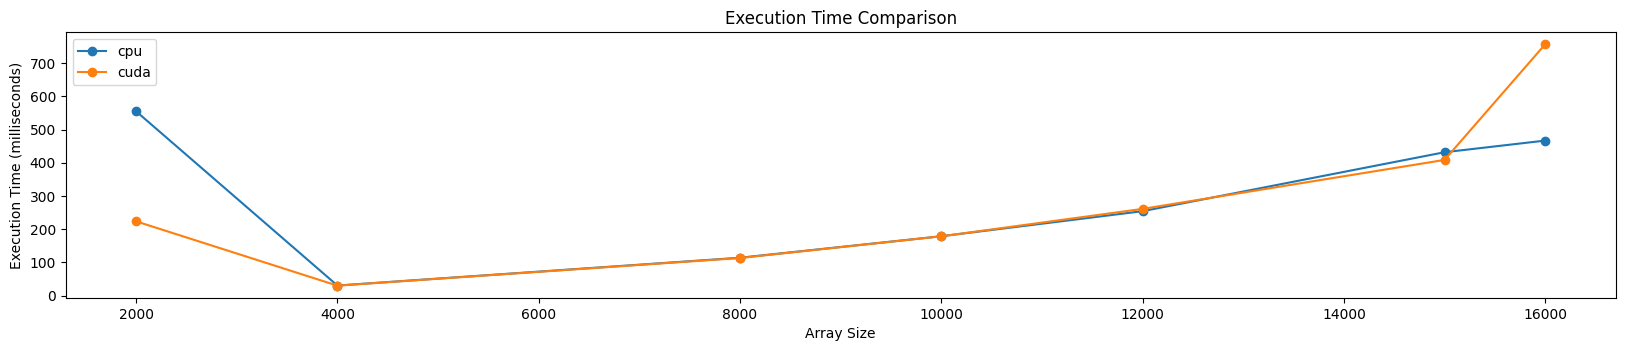 Execution Time Comparison
cpu
cuda
Execution Time (milliseconds)
700
600
500
400
300
200
100
0
2000 4000 6000 8000 10000 12000 14000 16000
Array Size